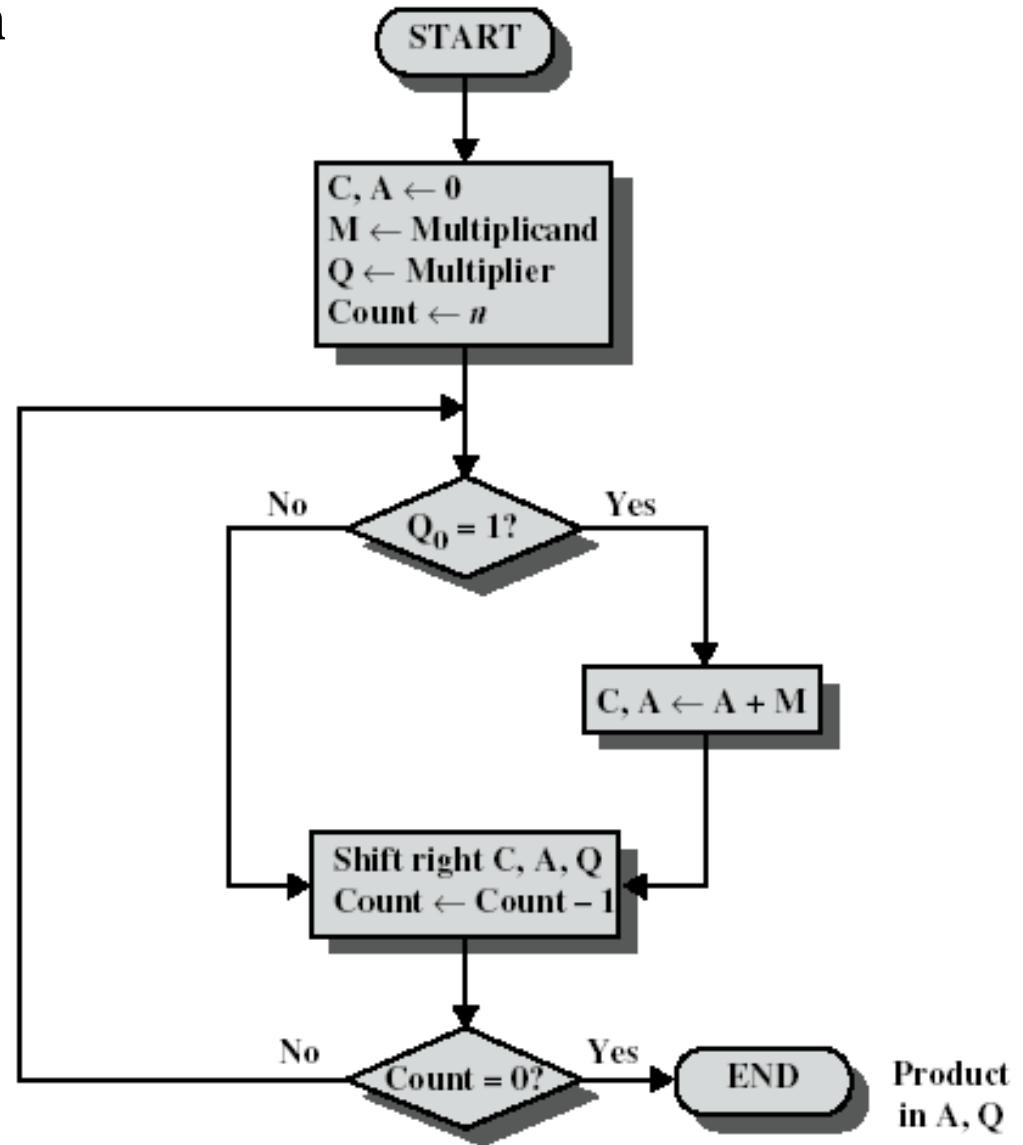 START
C, A ← 0
M ← Multiplicand
Q ← Multiplier
Count ← n
No
Yes
Q₀ = 1?
C, A ← A + M
Shift right C, A, Q
Count ← Count – 1
No
Yes
Count = 0?
END
Product
in A, Q